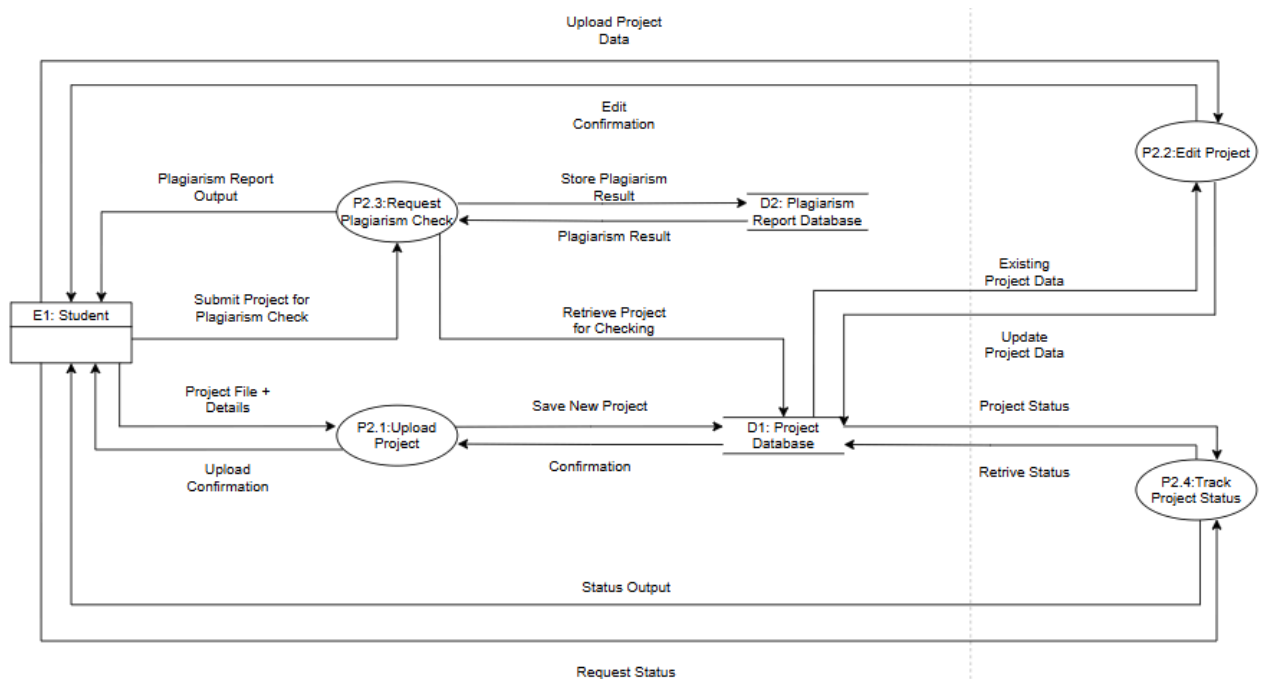 Upload Project
Data
Edit
Confirmation
P2.2:Edit Project
Plagiarism Report
Output
Store Plagiarism
Result
P2.3:Request
Plagiarism Check
D2: Plagiarism
Report Database
Plagiarism Result
Existing
Project Data
E1: Student
Submit Project for
Plagiarism Check
Retrieve Project
for Checking
Update
Project Data
Project File +
Details
Save New Project
Project Status
P2.1:Upload
Project
D1: Project
Database
Upload
Confirmation
Confirmation
Retrive Status
P2.4:Track
Project Status
Status Output
Request Status